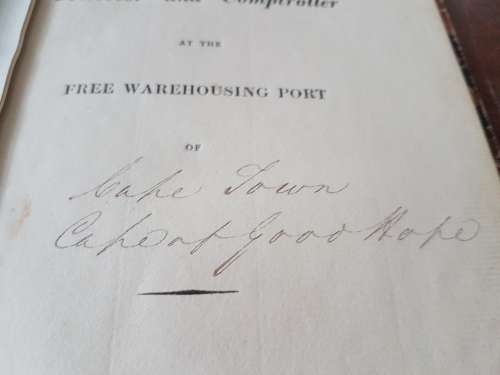 and Comptroller
AT THE
FREE WAREHOUSING PORT
OF
Cape Town
Cape of Good Hope